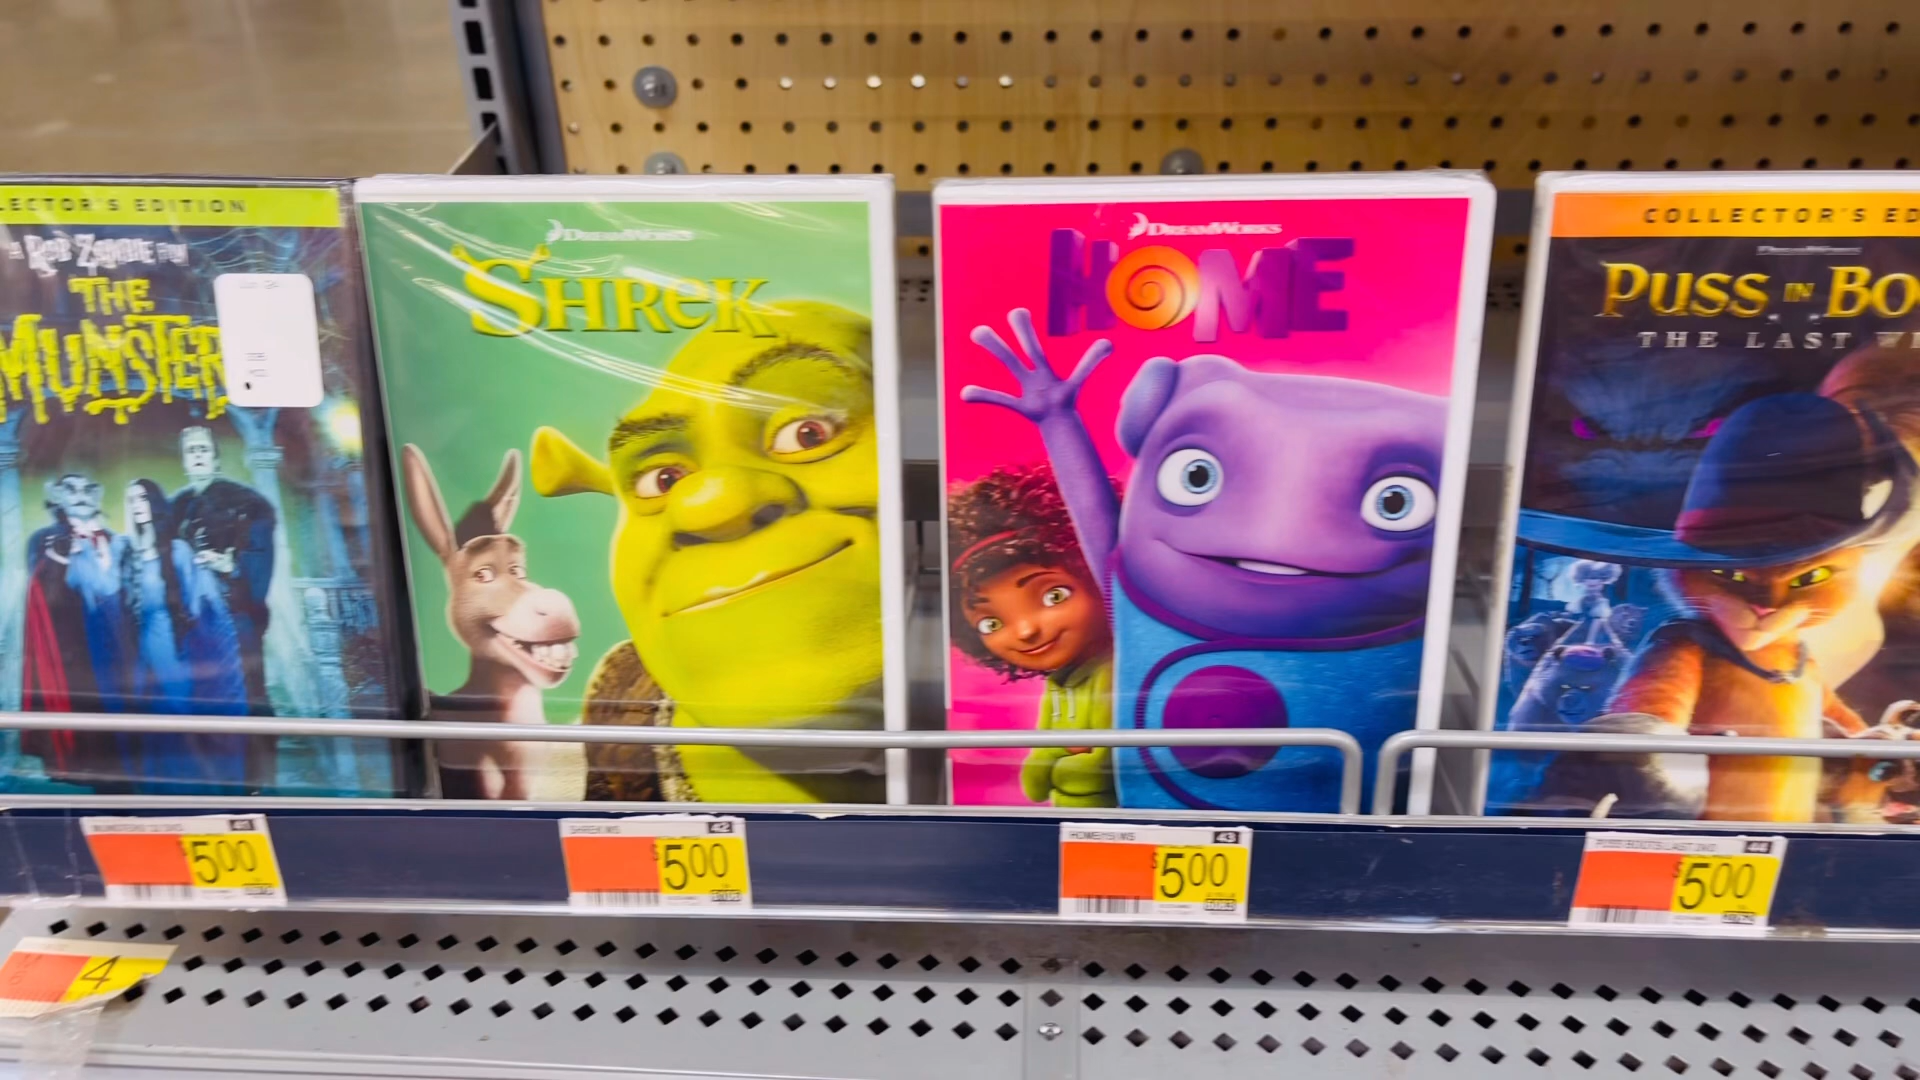 LECTOR'S EDITION
A ROB ZOMBIE FILM
THE
MUNSTER
DREAMWORKS
SHREK
DREAMWORKS
HOME
COLLECTOR'S ED
DREAMWORKS
PUSS IN BO
THE LAST WI
41
$5.00
SHREK WS
42
$5.00
43
$5.00
44
$5.00
4